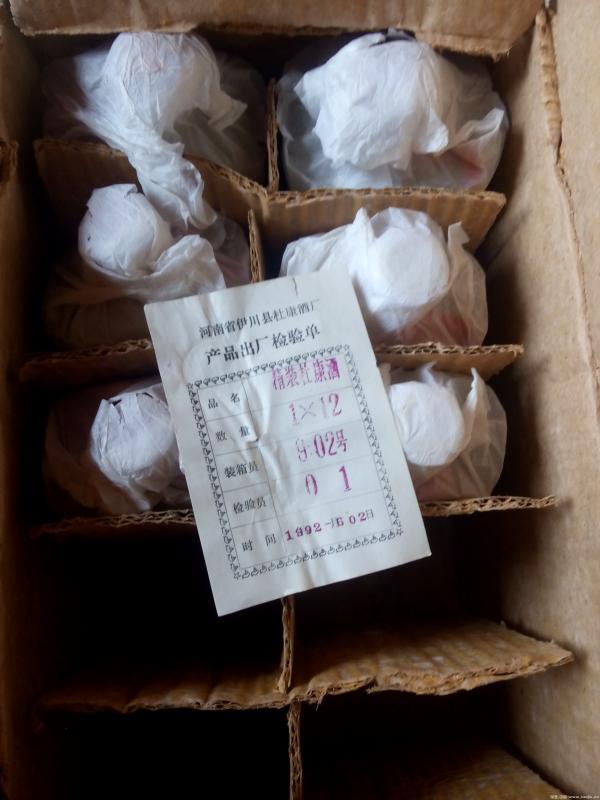 河南省伊川县杜康酒厂
产品出厂检验单
品名 精装杜康酒
数量 1×12
装箱员 9-02号
检验员 01
时间 1992-月502日